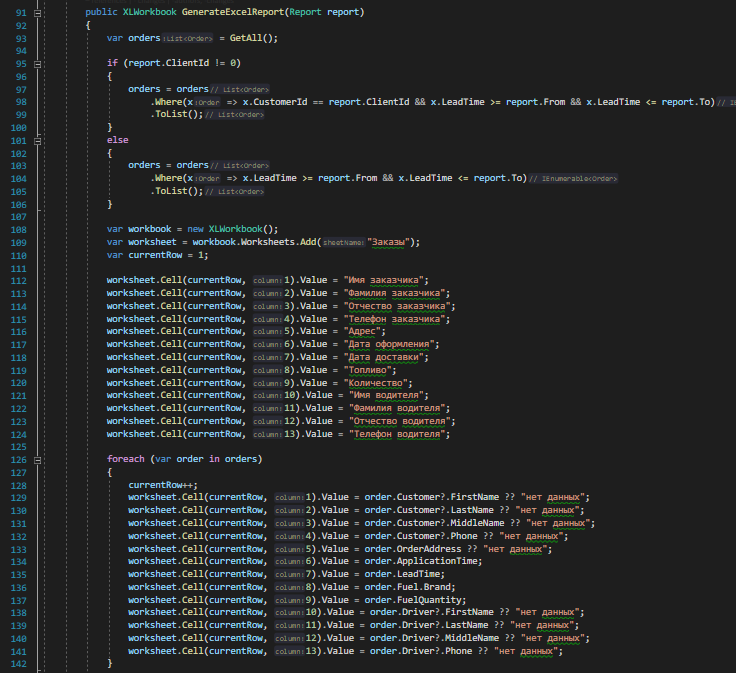 91 public XLWorkbook GenerateExcelReport(Report report)
92 {
93 var orders :List<Order> = GetAll();
94
95 if (report.ClientId != 0)
96 {
97 orders = orders // List<Order>
98 .Where(x :Order => x.CustomerId == report.ClientId && x.LeadTime >= report.From && x.LeadTime <= report.To) // IE
99 .ToList(); // List<Order>
100 }
101 else
102 {
103 orders = orders // List<Order>
104 .Where(x :Order => x.LeadTime >= report.From && x.LeadTime <= report.To) // IEnumerable<Order>
105 .ToList(); // List<Order>
106 }
107
108 var workbook = new XLWorkbook();
109 var worksheet = workbook.Worksheets.Add( sheetName: "Заказы");
110 var currentRow = 1;
111
112 worksheet.Cell(currentRow, column: 1).Value = "Имя заказчика";
113 worksheet.Cell(currentRow, column: 2).Value = "Фамилия заказчика";
114 worksheet.Cell(currentRow, column: 3).Value = "Отчество заказчика";
115 worksheet.Cell(currentRow, column: 4).Value = "Телефон заказчика";
116 worksheet.Cell(currentRow, column: 5).Value = "Адрес";
117 worksheet.Cell(currentRow, column: 6).Value = "Дата оформления";
118 worksheet.Cell(currentRow, column: 7).Value = "Дата доставки";
119 worksheet.Cell(currentRow, column: 8).Value = "Топливо";
120 worksheet.Cell(currentRow, column: 9).Value = "Количество";
121 worksheet.Cell(currentRow, column: 10).Value = "Имя водителя";
122 worksheet.Cell(currentRow, column: 11).Value = "Фамилия водителя";
123 worksheet.Cell(currentRow, column: 12).Value = "Отчество водителя";
124 worksheet.Cell(currentRow, column: 13).Value = "Телефон водителя";
125
126 foreach (var order in orders)
127 {
128 currentRow++;
129 worksheet.Cell(currentRow, column: 1).Value = order.Customer?.FirstName ?? "нет данных";
130 worksheet.Cell(currentRow, column: 2).Value = order.Customer?.LastName ?? "нет данных";
131 worksheet.Cell(currentRow, column: 3).Value = order.Customer?.MiddleName ?? "нет данных";
132 worksheet.Cell(currentRow, column: 4).Value = order.Customer?.Phone ?? "нет данных";
133 worksheet.Cell(currentRow, column: 5).Value = order.OrderAddress ?? "нет данных";
134 worksheet.Cell(currentRow, column: 6).Value = order.ApplicationTime;
135 worksheet.Cell(currentRow, column: 7).Value = order.LeadTime;
136 worksheet.Cell(currentRow, column: 8).Value = order.Fuel.Brand;
137 worksheet.Cell(currentRow, column: 9).Value = order.FuelQuantity;
138 worksheet.Cell(currentRow, column: 10).Value = order.Driver?.FirstName ?? "нет данных";
139 worksheet.Cell(currentRow, column: 11).Value = order.Driver?.LastName ?? "нет данных";
140 worksheet.Cell(currentRow, column: 12).Value = order.Driver?.MiddleName ?? "нет данных";
141 worksheet.Cell(currentRow, column: 13).Value = order.Driver?.Phone ?? "нет данных";
142 }